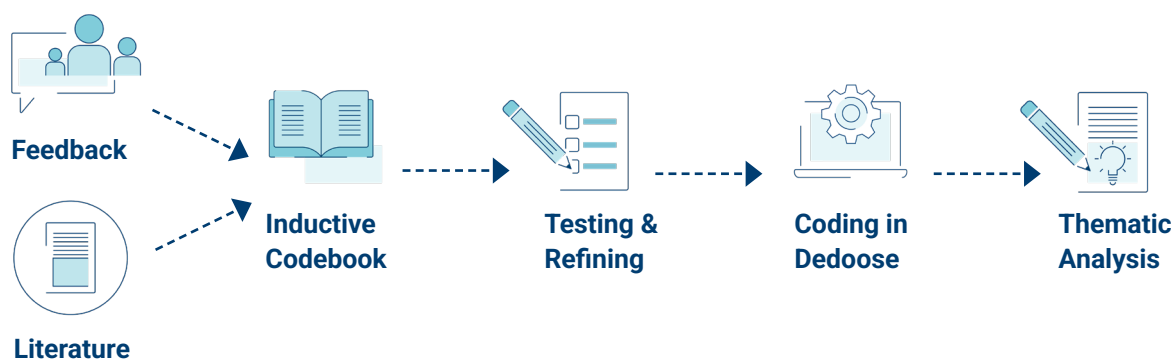 Feedback
Literature
Inductive
Codebook
Testing &
Refining
Coding in
Dedoose
Thematic
Analysis